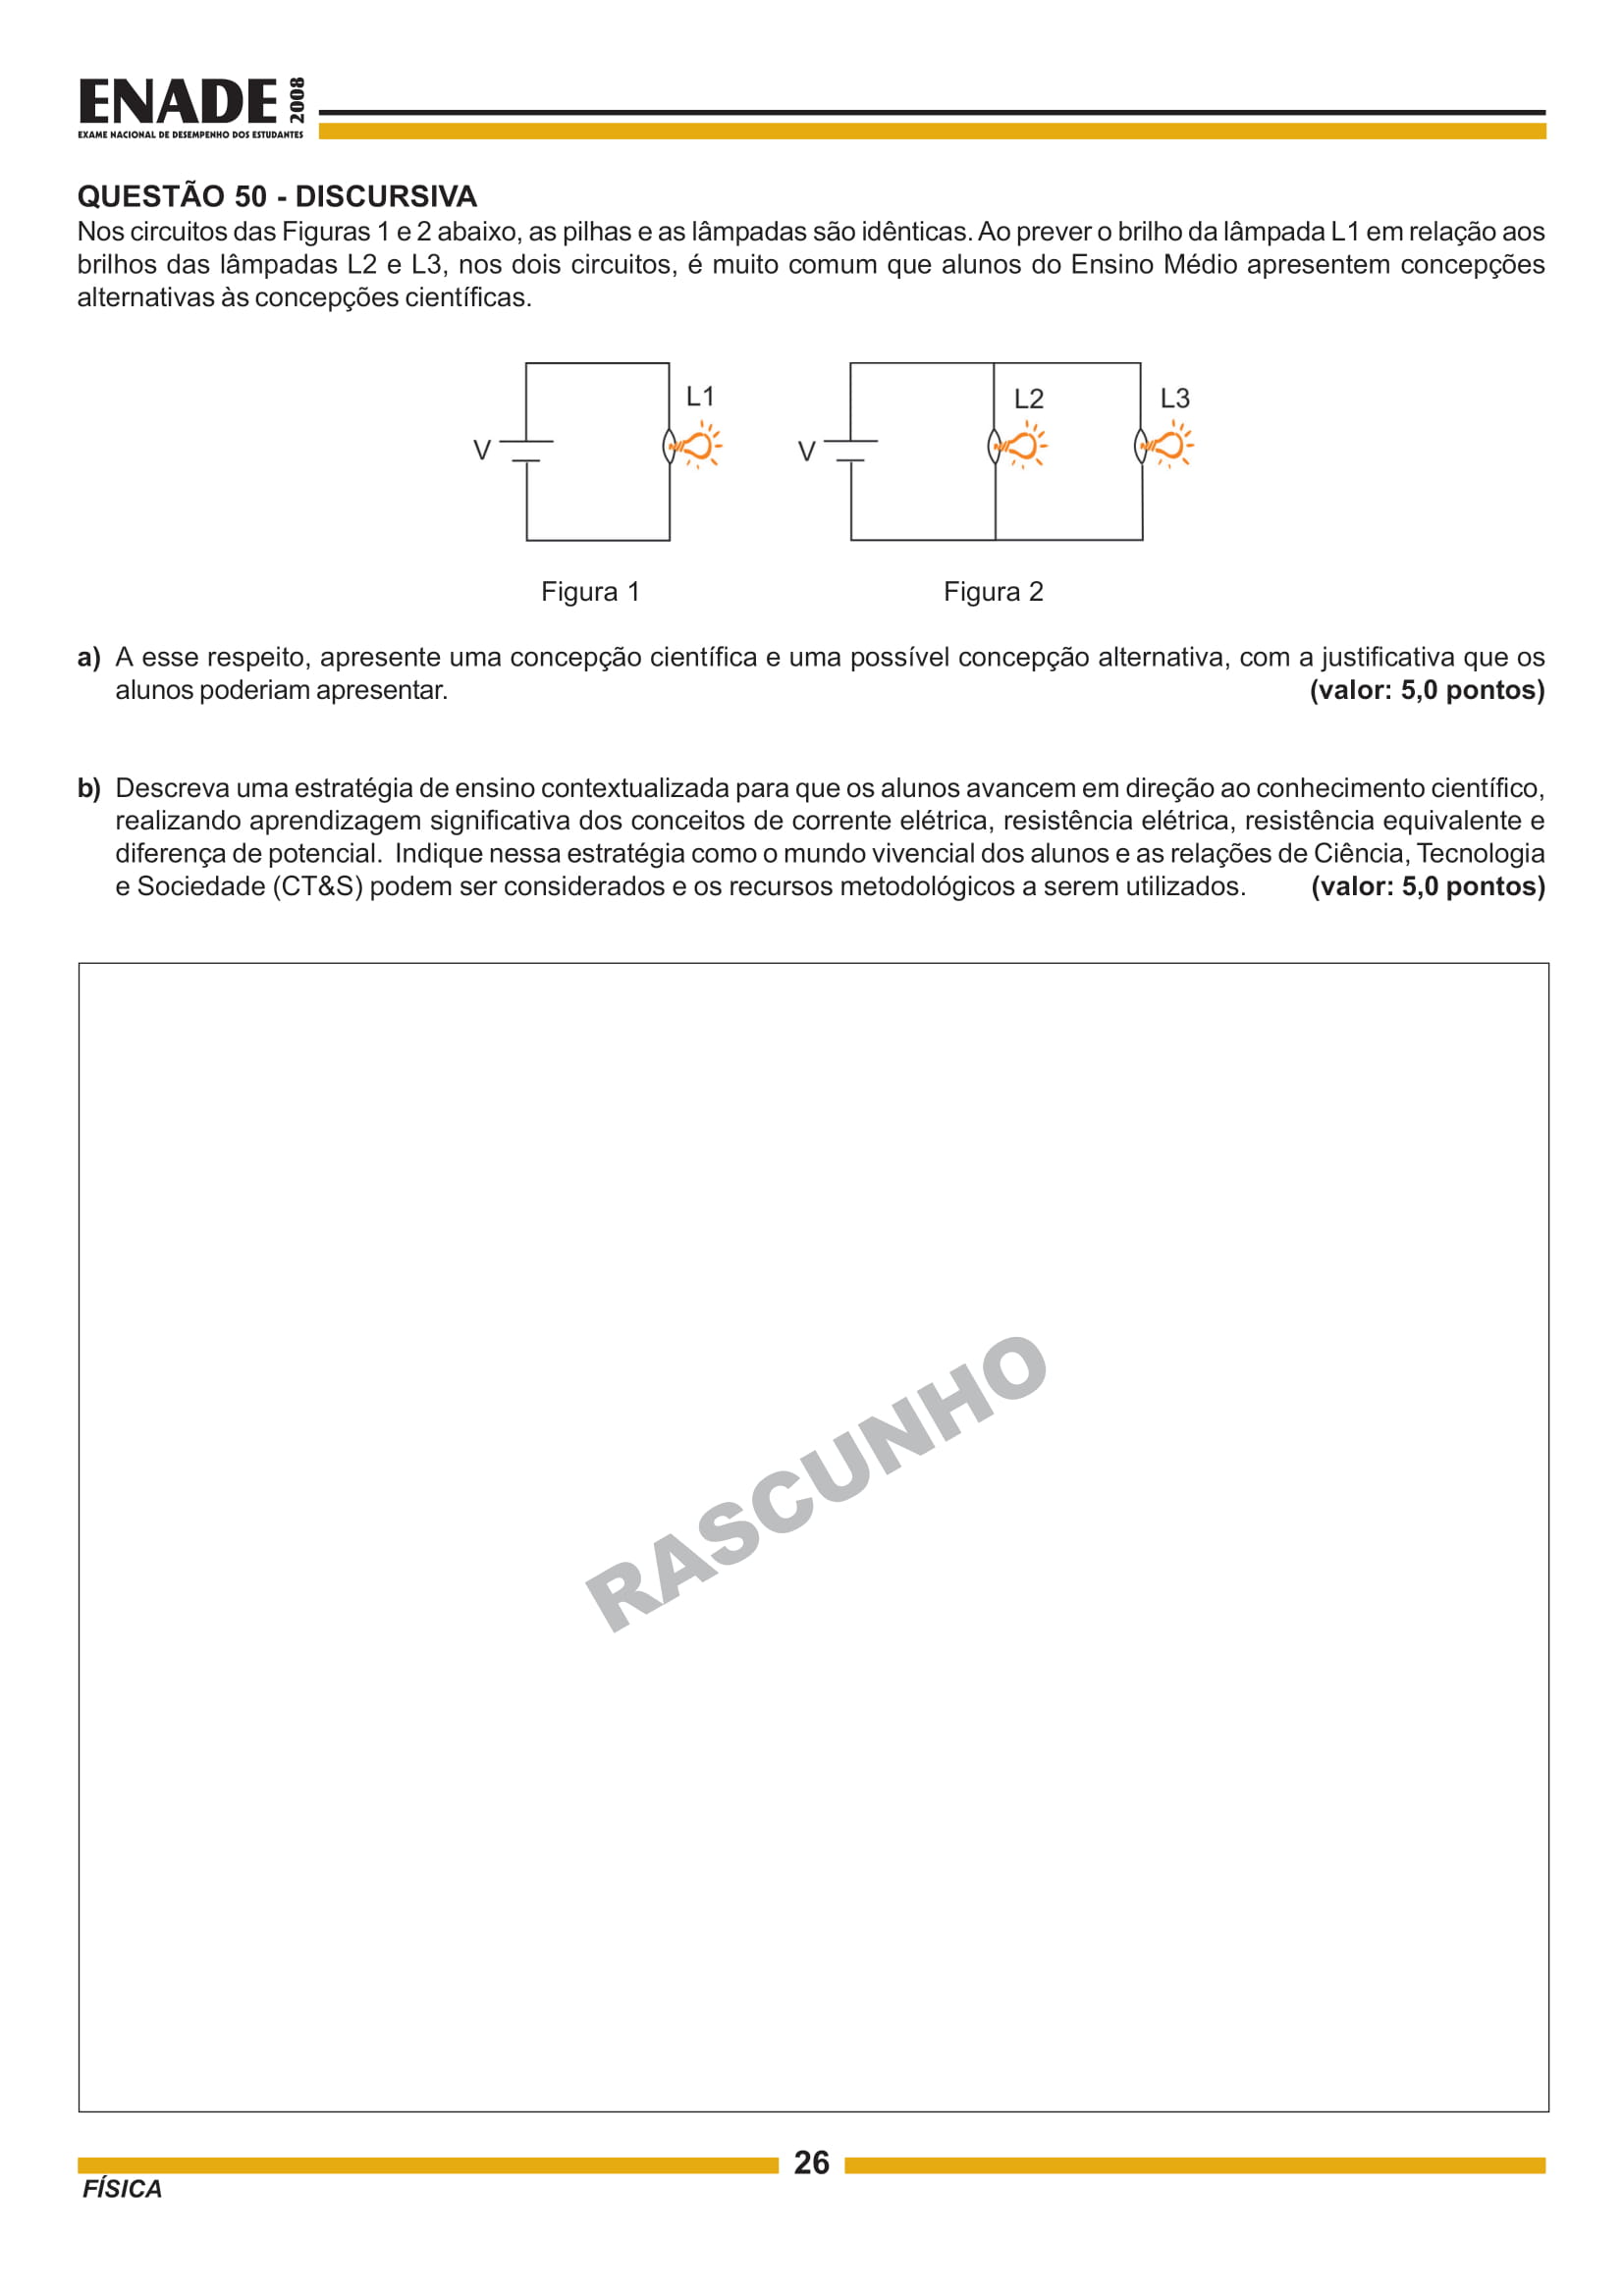 ENADE 2008
EXAME NACIONAL DE DESEMPENHO DOS ESTUDANTES
QUESTÃO 50 - DISCURSIVA
Nos circuitos das Figuras 1 e 2 abaixo, as pilhas e as lâmpadas são idênticas. Ao prever o brilho da lâmpada L1 em relação aos
brilhos das lâmpadas L2 e L3, nos dois circuitos, é muito comum que alunos do Ensino Médio apresentem concepções
alternativas às concepções científicas.
L1
V
L2
L3
V
Figura 1
Figura 2
a) A esse respeito, apresente uma concepção científica e uma possível concepção alternativa, com a justificativa que os
alunos poderiam apresentar. (valor: 5,0 pontos)
b) Descreva uma estratégia de ensino contextualizada para que os alunos avancem em direção ao conhecimento científico,
realizando aprendizagem significativa dos conceitos de corrente elétrica, resistência elétrica, resistência equivalente e
diferença de potencial. Indique nessa estratégia como o mundo vivencial dos alunos e as relações de Ciência, Tecnologia
e Sociedade (CT&S) podem ser considerados e os recursos metodológicos a serem utilizados. (valor: 5,0 pontos)
RASCUNHO
26
FÍSICA